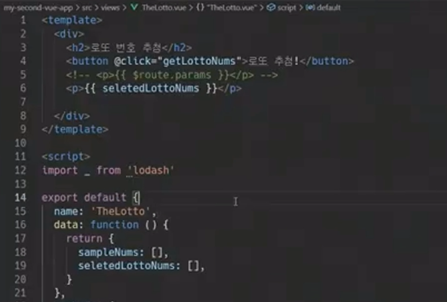 my-second-vue-app > src > views > TheLotto.vue > {} "TheLotto.vue" > script > default
1 <template>
2 <div>
3 <h2>로또 번호 추첨</h2>
4 <button @click="getLottoNums">로또 추첨!</button>
5 <!-- <p>{{ $route.params }}</p> -->
6 <p>{{ seletedLottoNums }}</p>
7
8 </div>
9 </template>
10
11 <script>
12 import _ from 'lodash'
13
14 export default {
15 name: 'TheLotto',
16 data: function () {
17 return {
18 sampleNums: [],
19 seletedLottoNums: [],
20 }
21 },